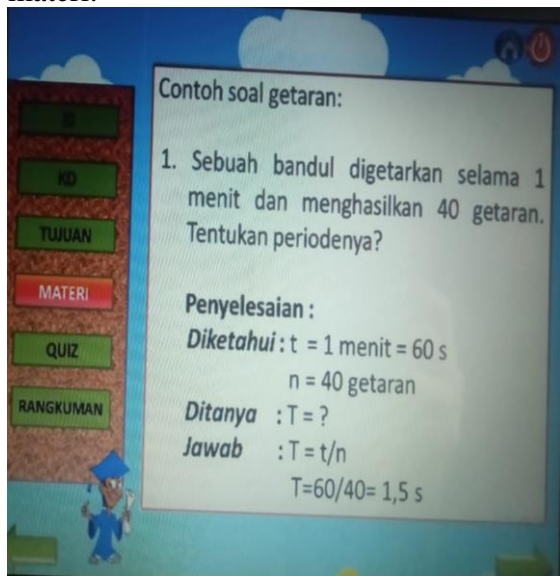 Contoh soal getaran:
1. Sebuah bandul digetarkan selama 1
menit dan menghasilkan 40 getaran.
Tentukan periodenya?
Penyelesaian :
Diketahui : t = 1 menit = 60 s
n = 40 getaran
Ditanya : T = ?
Jawab : T = t/n
T=60/40= 1,5 s
KD
TUJUAN
MATERI
QUIZ
RANGKUMAN